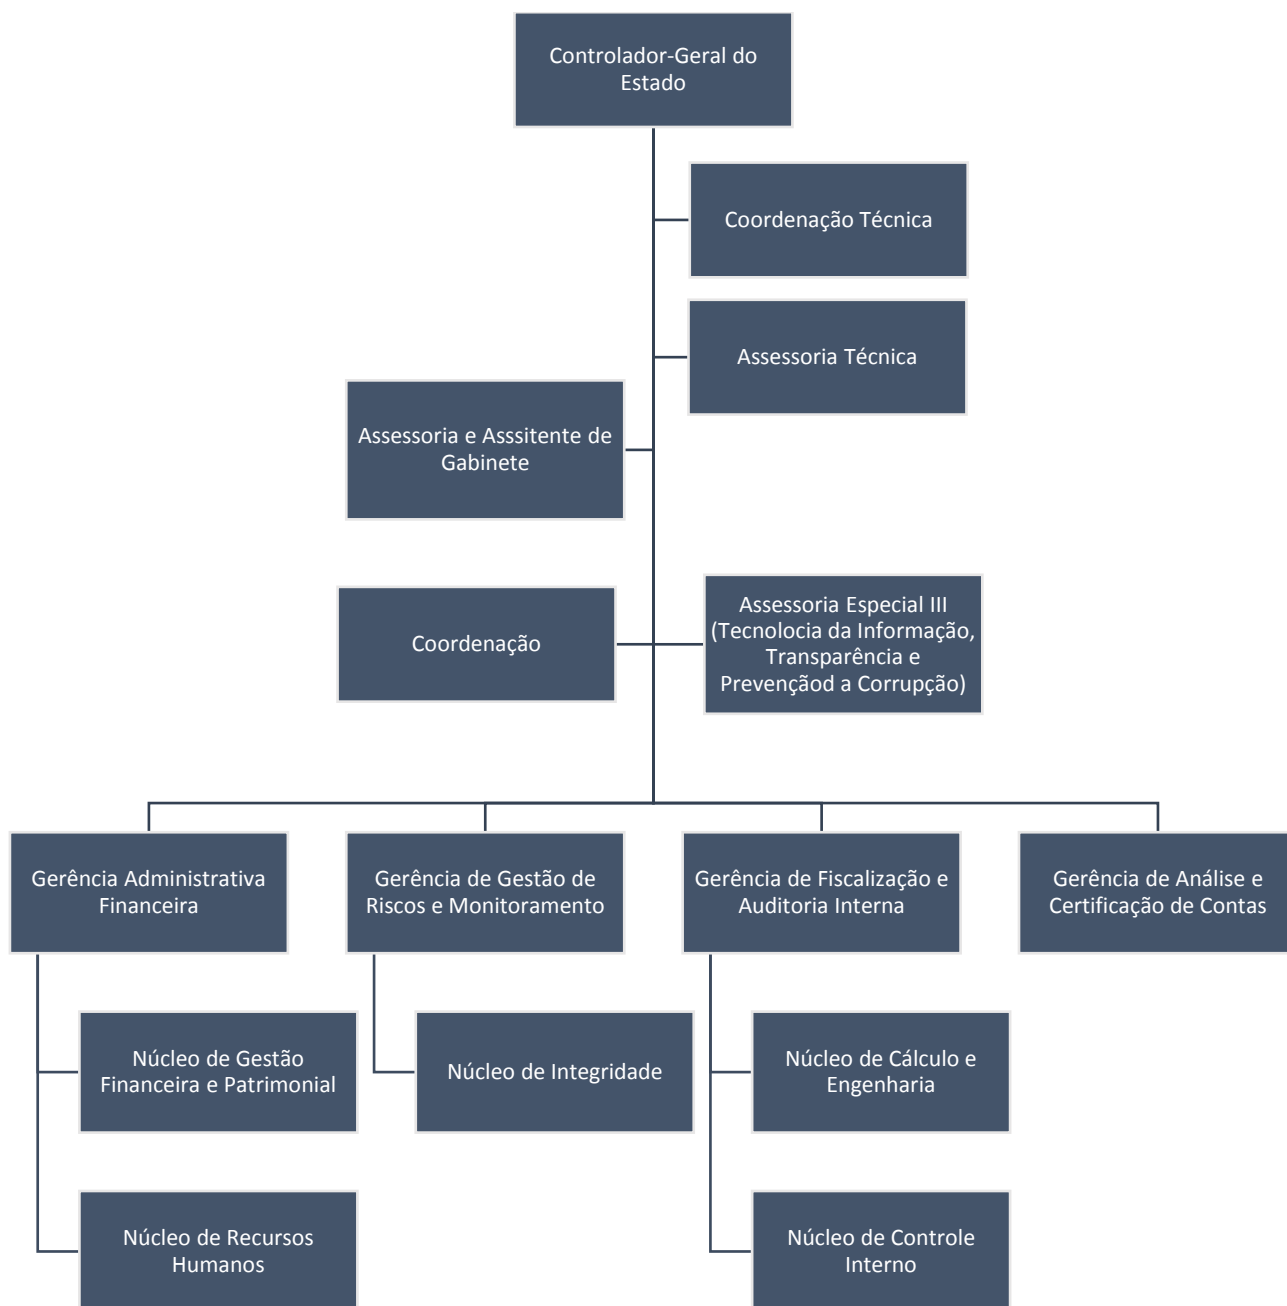 Controlador-Geral do
Estado
Coordenação Técnica
Assessoria Técnica
Assessoria e Asssitente de
Gabinete
Coordenação
Assessoria Especial III
(Tecnolocia da Informação,
Transparência e
Prevençãod a Corrupção)
Gerência Administrativa
Financeira
Gerência de Gestão de
Riscos e Monitoramento
Gerência de Fiscalização e
Auditoria Interna
Gerência de Análise e
Certificação de Contas
Núcleo de Gestão
Financeira e Patrimonial
Núcleo de Integridade
Núcleo de Cálculo e
Engenharia
Núcleo de Recursos
Humanos
Núcleo de Controle
Interno